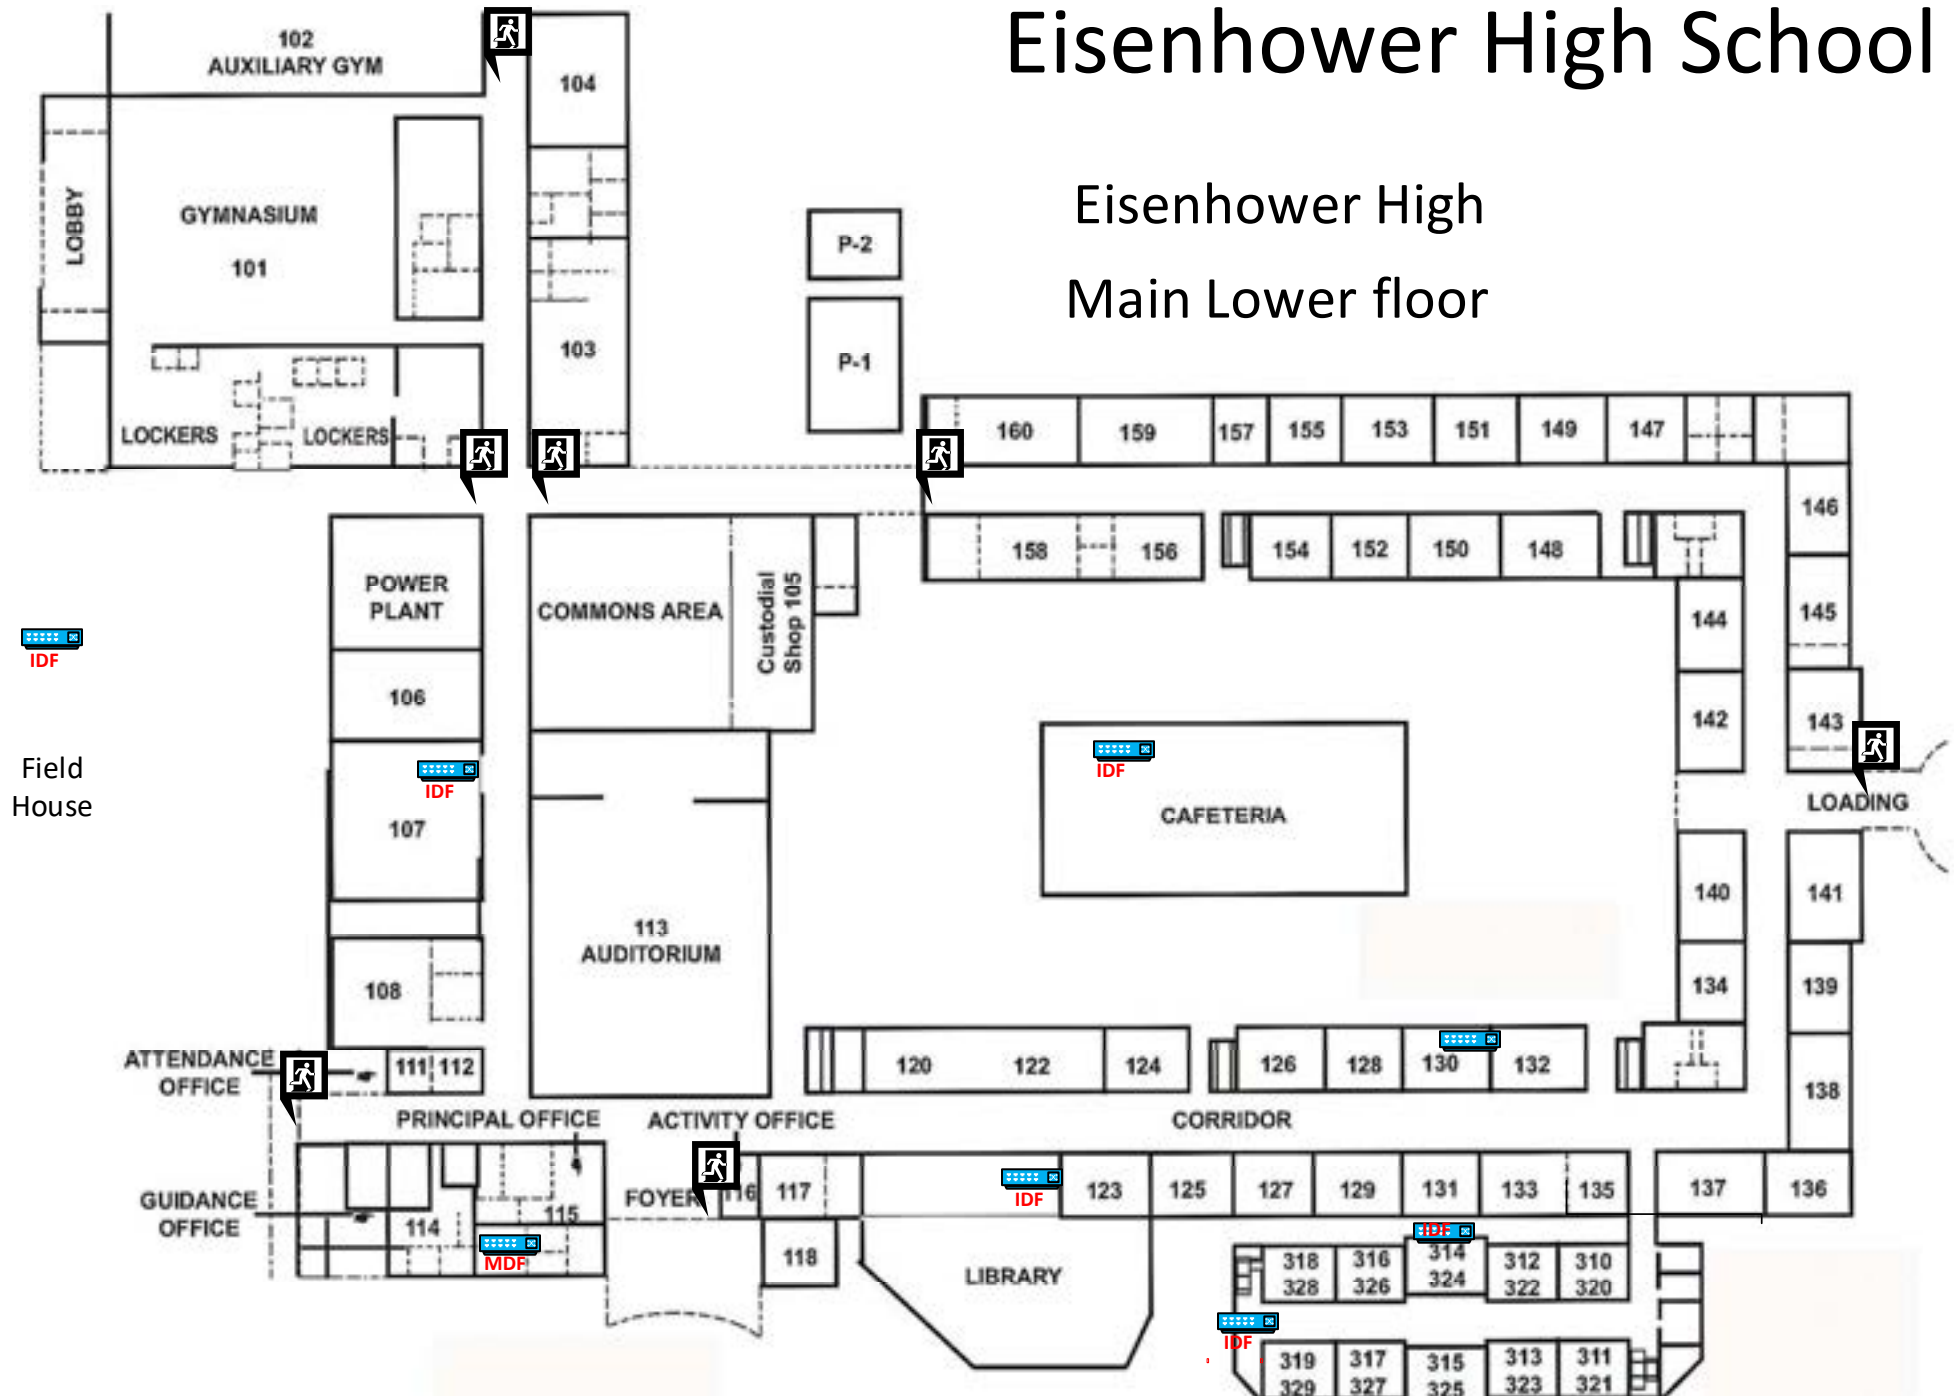 Eisenhower High School
Eisenhower High
Main Lower floor
102
AUXILIARY GYM
104
LOBBY
GYMNASIUM
101
103
P-2
P-1
LOCKERS
LOCKERS
160
159
157
155
153
151
149
147
146
158
156
154
152
150
148
POWER
PLANT
COMMONS AREA
Custodial
Shop 105
144
145
IDF
106
142
143
Field
House
IDF
107
IDF
CAFETERIA
LOADING
113
AUDITORIUM
140
141
108
134
139
ATTENDANCE
OFFICE
111
112
120
122
124
126
128
130
132
138
PRINCIPAL OFFICE
ACTIVITY OFFICE
CORRIDOR
GUIDANCE
OFFICE
114
115
MDF
FOYER
116
117
118
IDF
LIBRARY
123
125
127
129
131
133
135
137
136
IDF
318
328
316
326
314
324
312
322
310
320
IDF
319
329
317
327
315
325
313
323
311
321